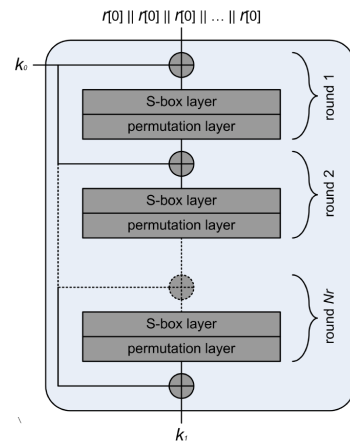 r[0] || r[0] || r[0] || ... || r[0]
k₀
S-box layer
permutation layer
round 1
S-box layer
permutation layer
round 2
S-box layer
permutation layer
round Nr
\
k₁